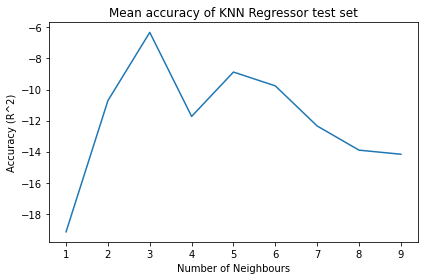 Mean accuracy of KNN Regressor test set
−6
−8
−10
−12
−14
−16
−18
Accuracy (R^2)
1 2 3 4 5 6 7 8 9
Number of Neighbours